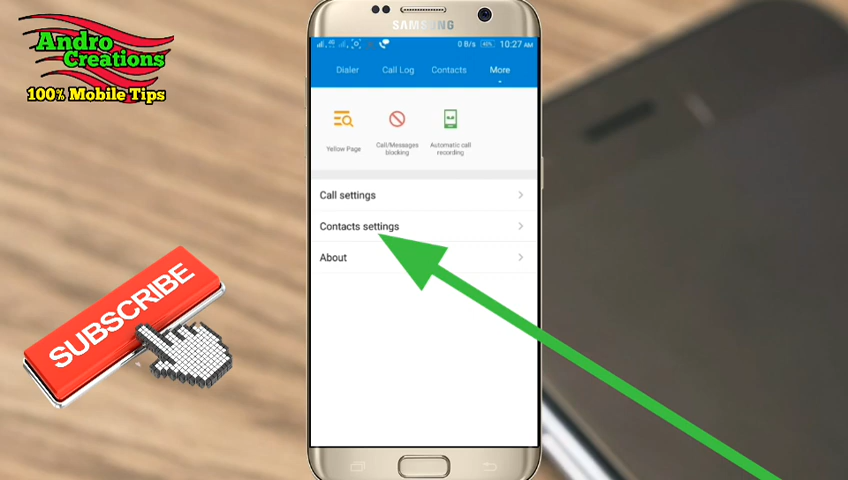 Andro
Creations
100% Mobile Tips
SUBSCRIBE
SAMSUNG
4G
0 B/s
10:27 AM
Dialer
Call Log
Contacts
More
Yellow Page
Call/Messages
blocking
Automatic call
recording
Call settings
Contacts settings
About